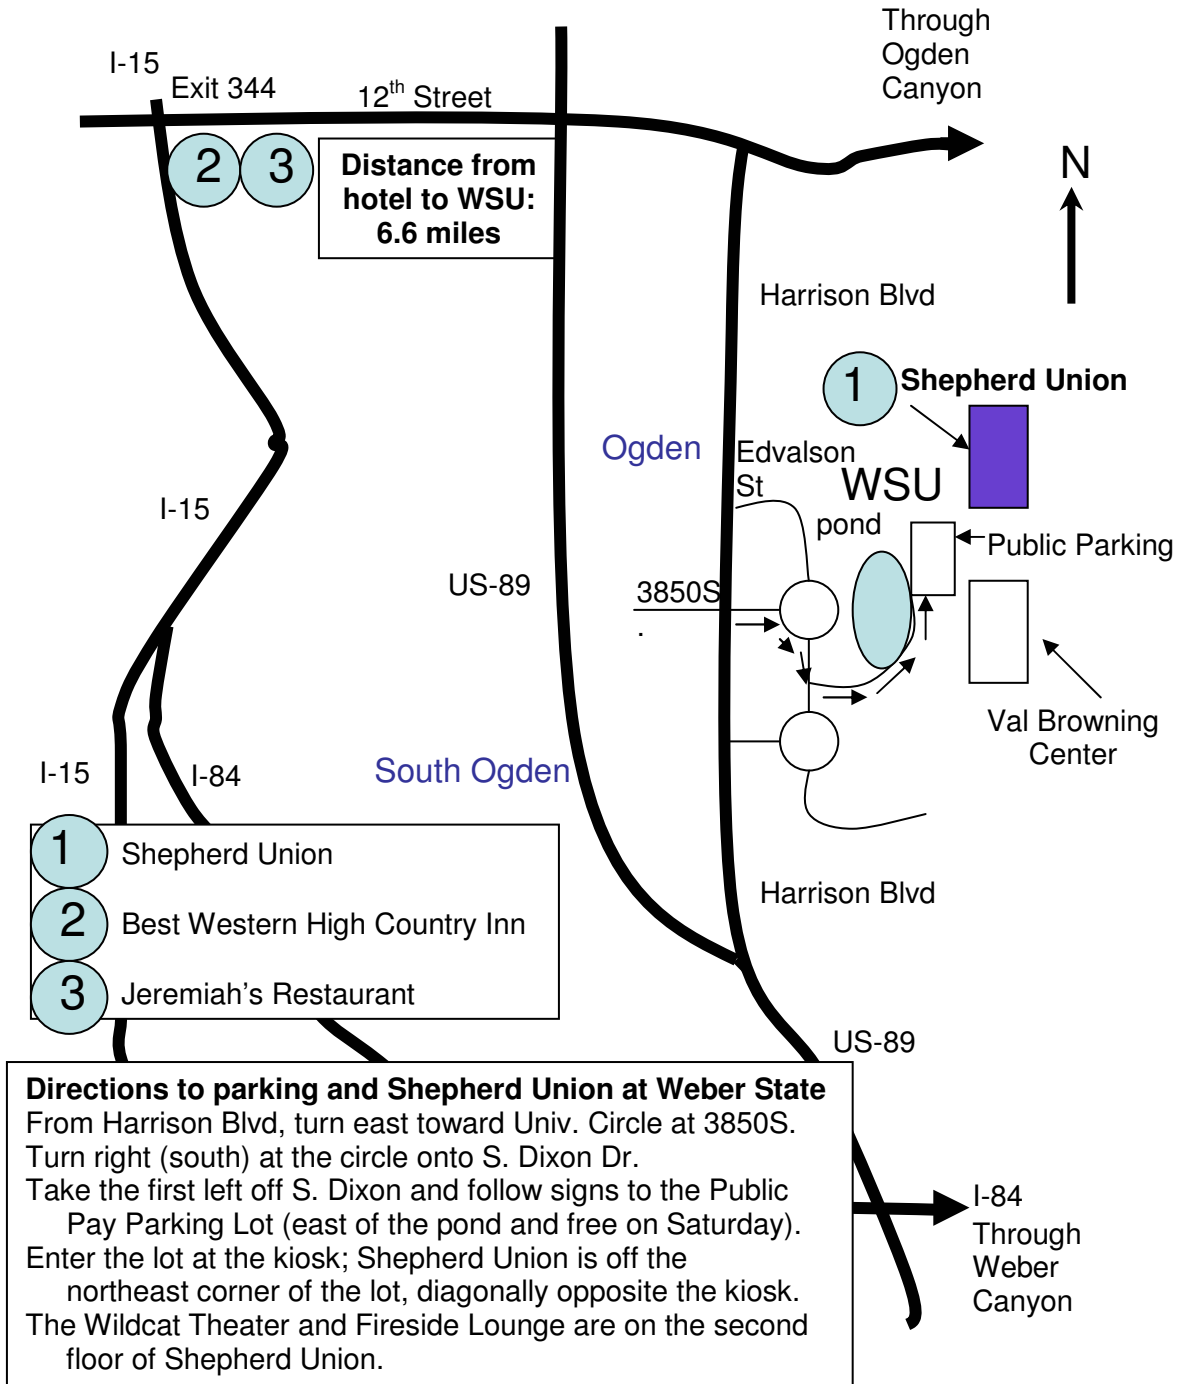 Through
Ogden
Canyon
I-15
Exit 344
12th Street
2
3
Distance from
hotel to WSU:
6.6 miles
N
Harrison Blvd
1
Shepherd Union
Ogden
Edvalson
St
WSU
pond
I-15
Public Parking
US-89
3850S
.
Val Browning
Center
South Ogden
I-15
I-84
1
Shepherd Union
2
Best Western High Country Inn
3
Jeremiah's Restaurant
Harrison Blvd
US-89
Directions to parking and Shepherd Union at Weber State
From Harrison Blvd, turn east toward Univ. Circle at 3850S.
Turn right (south) at the circle onto S. Dixon Dr.
Take the first left off S. Dixon and follow signs to the Public
Pay Parking Lot (east of the pond and free on Saturday).
Enter the lot at the kiosk; Shepherd Union is off the
northeast corner of the lot, diagonally opposite the kiosk.
The Wildcat Theater and Fireside Lounge are on the second
floor of Shepherd Union.
I-84
Through
Weber
Canyon